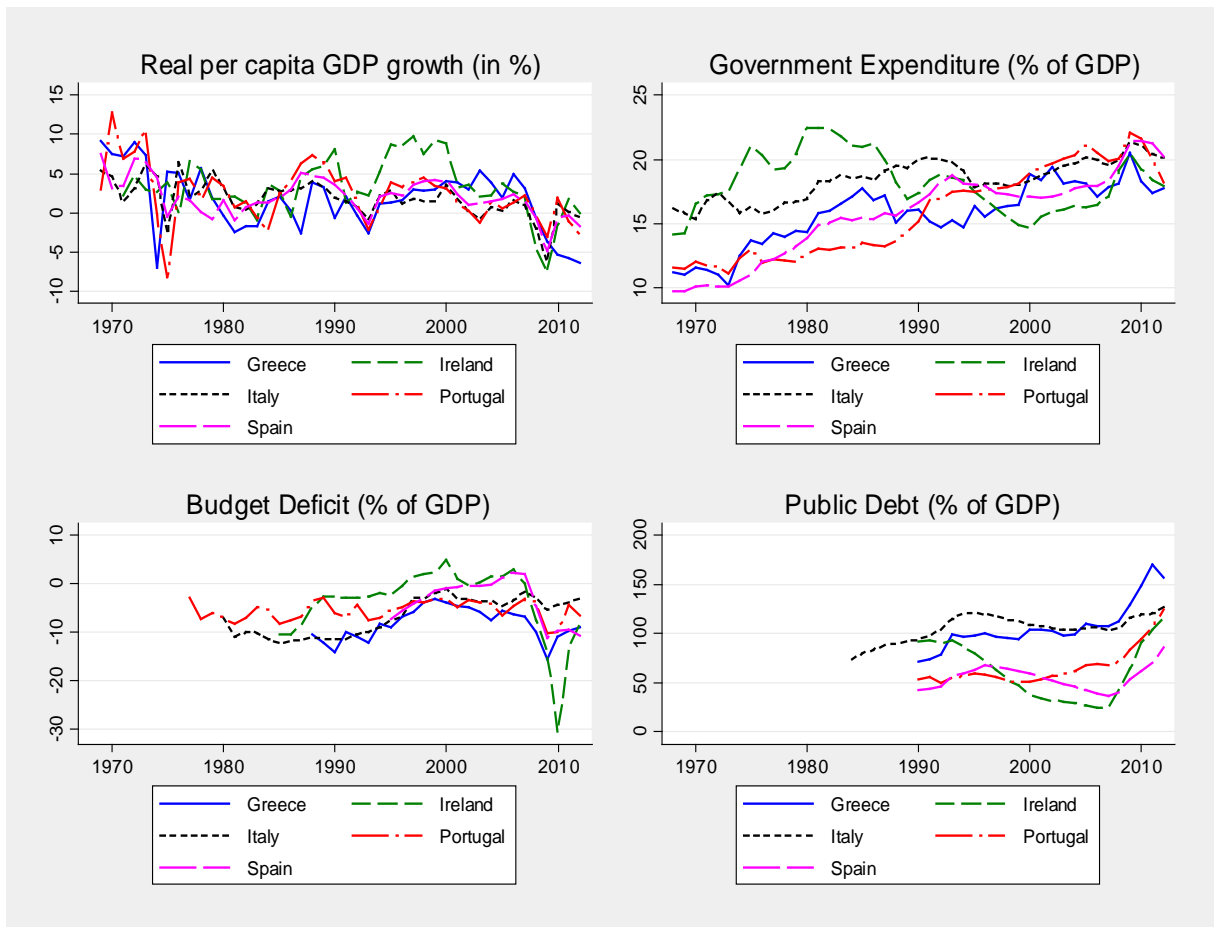 Real per capita GDP growth (in %)
15
10
5
0
-5
-10
1970 1980 1990 2000 2010
Greece Ireland
Italy Portugal
Spain
Government Expenditure (% of GDP)
25
20
15
10
1970 1980 1990 2000 2010
Greece Ireland
Italy Portugal
Spain
Budget Deficit (% of GDP)
10
0
-10
-20
-30
1970 1980 1990 2000 2010
Greece Ireland
Italy Portugal
Spain
Public Debt (% of GDP)
200
150
100
50
0
1970 1980 1990 2000 2010
Greece Ireland
Italy Portugal
Spain